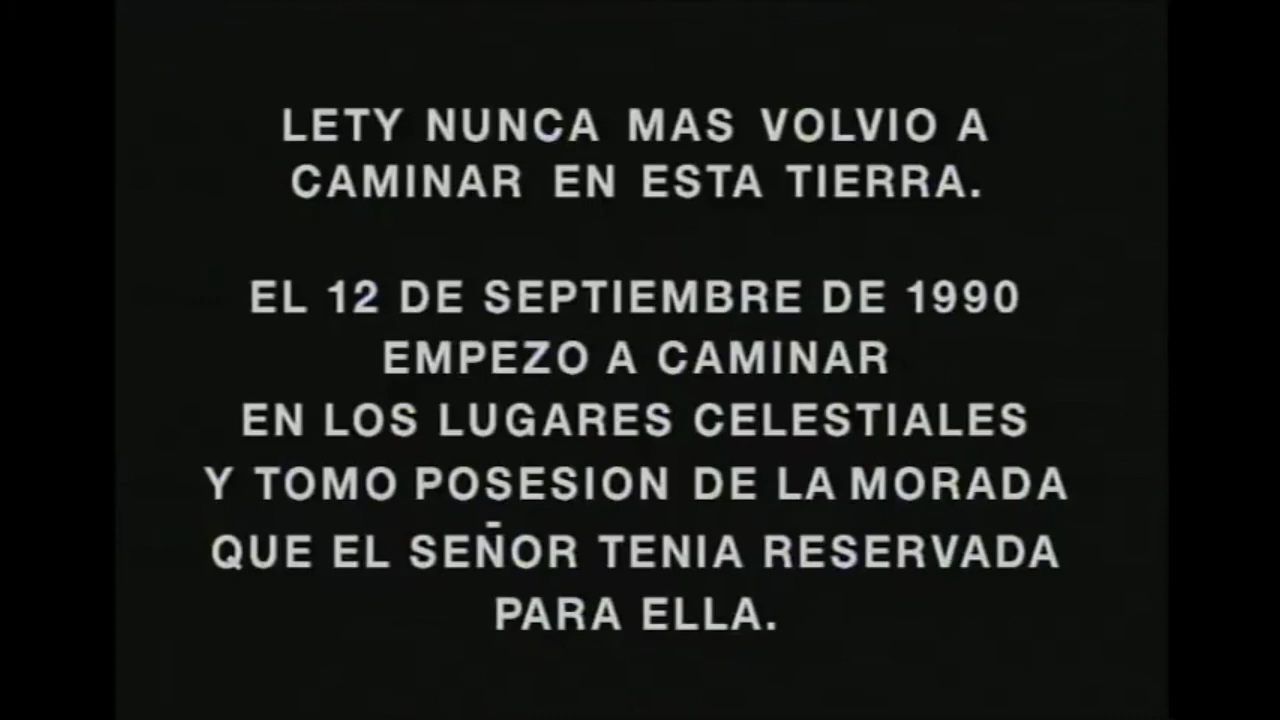 LETY NUNCA MAS VOLVIO A
CAMINAR EN ESTA TIERRA.
EL 12 DE SEPTIEMBRE DE 1990
EMPEZO A CAMINAR
EN LOS LUGARES CELESTIALES
Y TOMO POSESION DE LA MORADA
QUE EL SEÑOR TENIA RESERVADA
PARA ELLA.